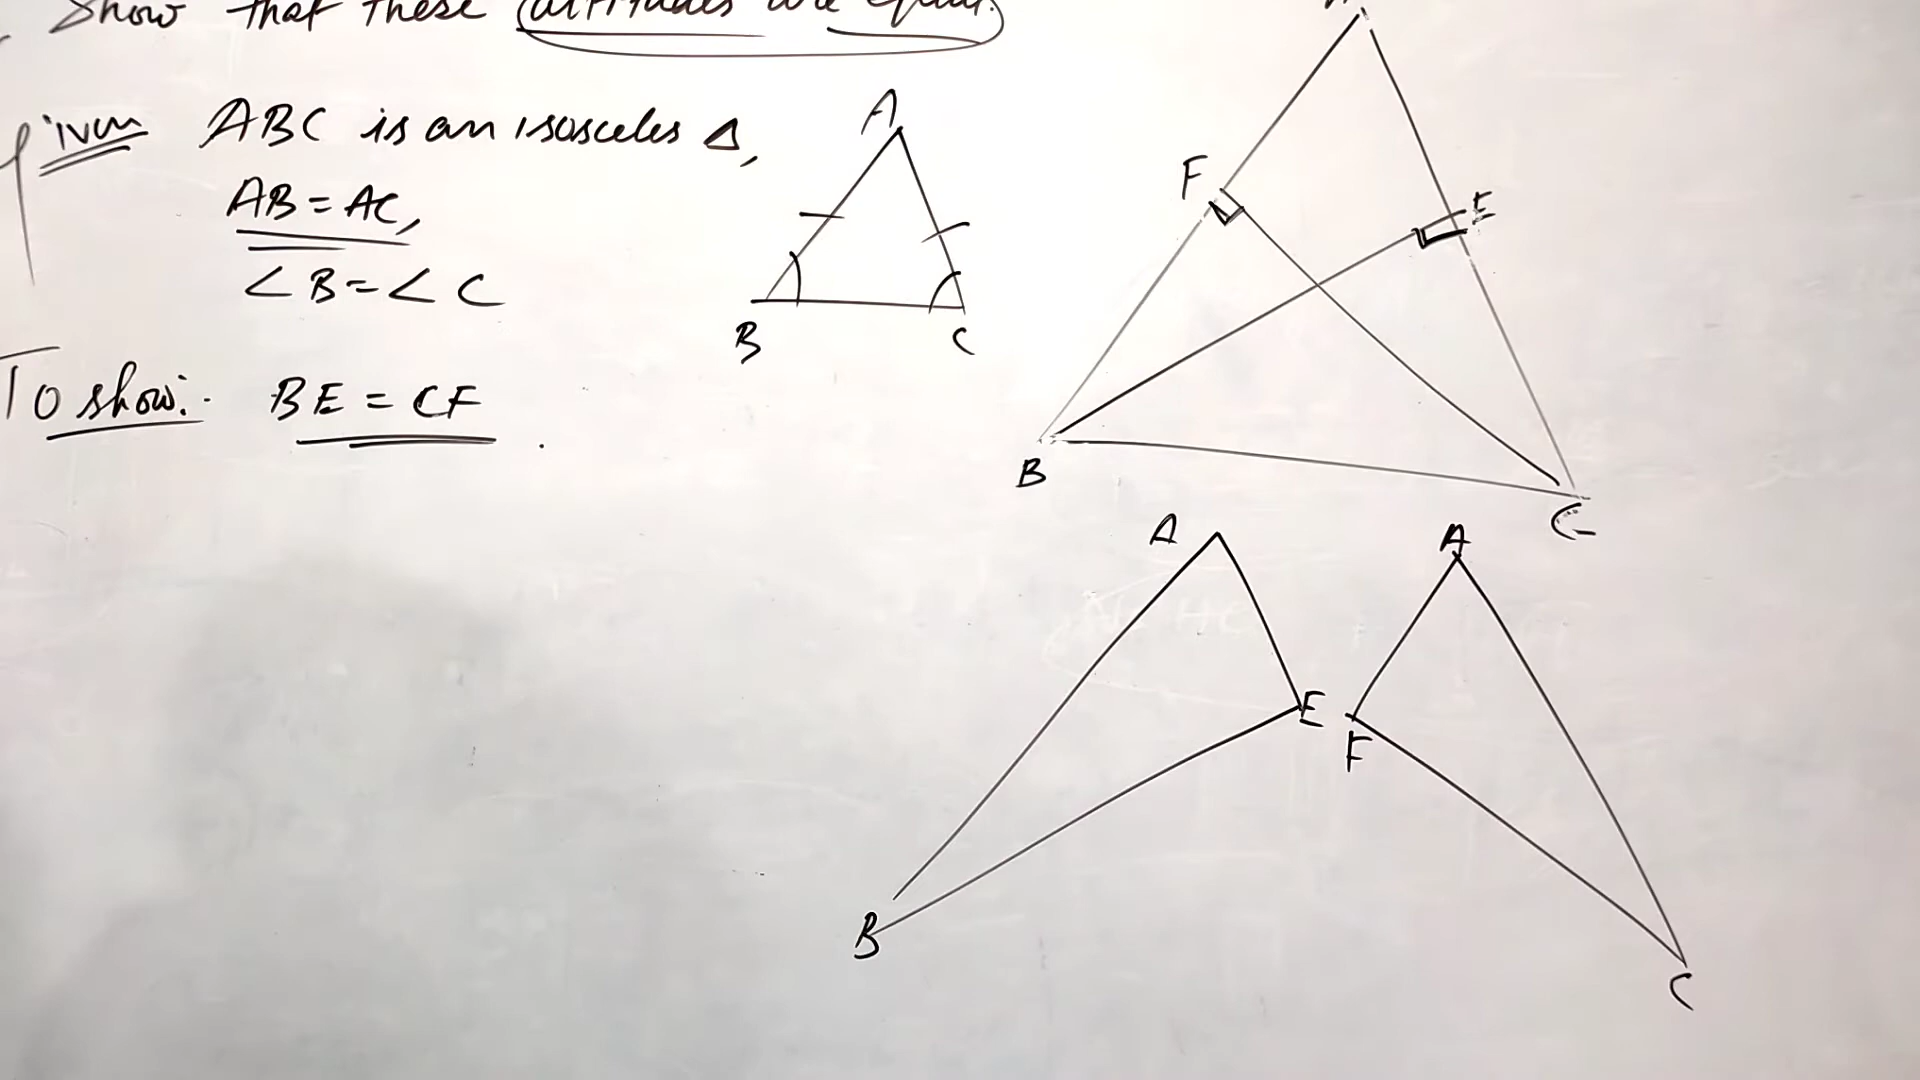 Show that these altitudes are equal.
given ABC is an isosceles Δ,
AB = AC,
∠B = ∠C
To show:- BE = CF
A
B
C
A
F
E
B
C
A
E
B
A
F
C